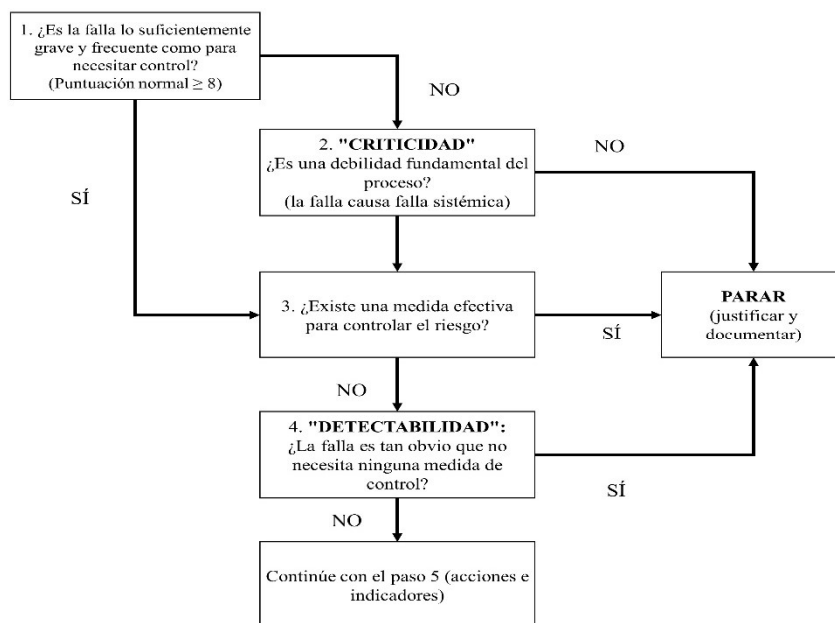 1. ¿Es la falla lo suficientemente
grave y frecuente como para
necesitar control?
(Puntuación normal ≥ 8)
NO
2. "CRITICIDAD"
¿Es una debilidad fundamental del
proceso?
(la falla causa falla sistémica)
NO
SÍ
3. ¿Existe una medida efectiva
para controlar el riesgo?
SÍ
PARAR
(justificar y
documentar)
NO
4. "DETECTABILIDAD":
¿La falla es tan obvio que no
necesita ninguna medida de
control?
SÍ
NO
Continúe con el paso 5 (acciones e
indicadores)